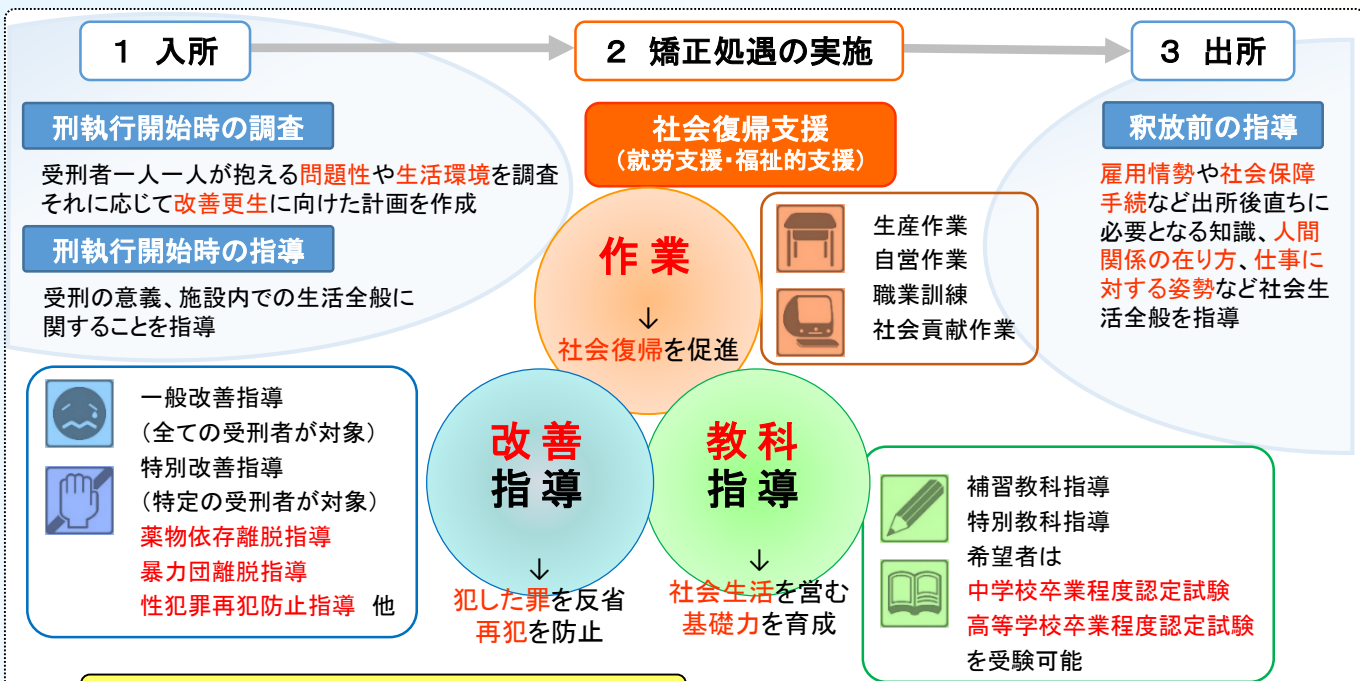 1 入所
2 矯正処遇の実施
3 出所
刑執行開始時の調査
受刑者一人一人が抱える問題性や生活環境を調査
それに応じて改善更生に向けた計画を作成
刑執行開始時の指導
受刑の意義、施設内での生活全般に
関することを指導
社会復帰支援
(就労支援・福祉的支援)
釈放前の指導
雇用情勢や社会保障
手続など出所後直ちに
必要となる知識、人間
関係の在り方、仕事に
対する姿勢など社会生
活全般を指導
作業
↓
社会復帰を促進
生産作業
自営作業
職業訓練
社会貢献作業
一般改善指導
(全ての受刑者が対象)
特別改善指導
(特定の受刑者が対象)
薬物依存離脱指導
暴力団離脱指導
性犯罪再犯防止指導 他
改善
指導
↓
犯した罪を反省
再犯を防止
教科
指導
↓
社会生活を営む
基礎力を育成
補習教科指導
特別教科指導
希望者は
中学校卒業程度認定試験
高等学校卒業程度認定試験
を受験可能